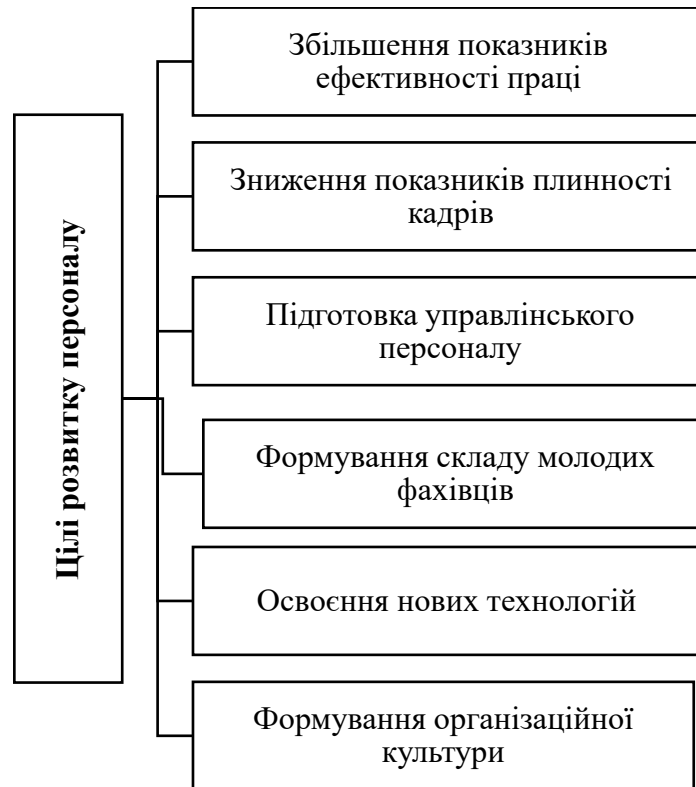 Цілі розвитку персоналу
Збільшення показників
ефективності праці
Зниження показників плинності
кадрів
Підготовка управлінського
персоналу
Формування складу молодих
фахівців
Освоєння нових технологій
Формування організаційної
культури